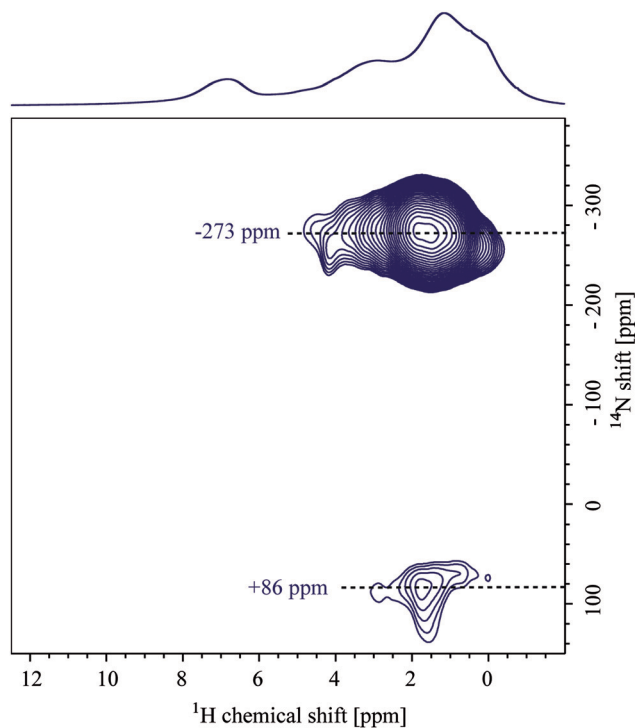 -273 ppm
+86 ppm
- 300
- 200
- 100
0
100
¹⁴N shift [ppm]
12 10 8 6 4 2 0
¹H chemical shift [ppm]